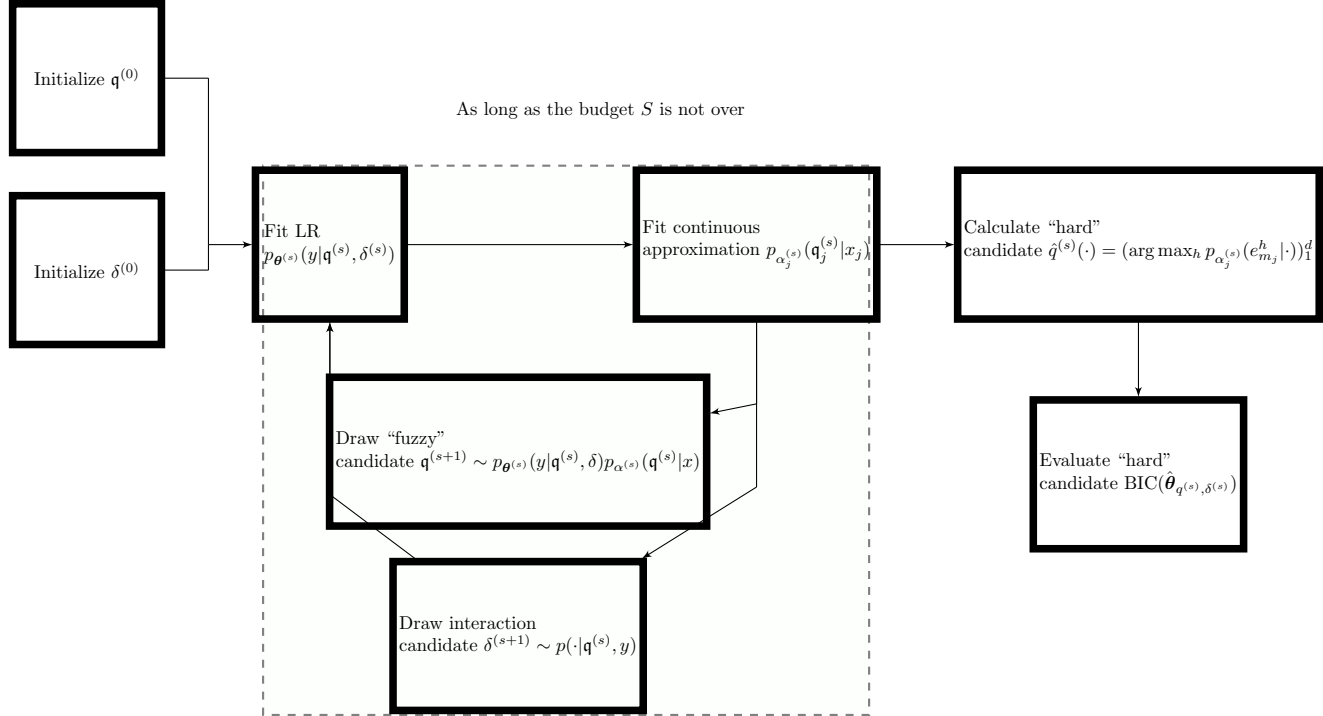 Initialize 𝔮^{(0)}
As long as the budget S is not over
Initialize δ^{(0)}
Fit LR
p_{θ^{(s)}}(y|𝔮^{(s)}, δ^{(s)})
Fit continuous
approximation p_{α_j^{(s)}}(𝔮_j^{(s)}|x_j)
Calculate “hard”
candidate q̂^{(s)}(·) = (arg max_h p_{α_j^{(s)}}(e_{m_j}^h|·))_1^d
Draw “fuzzy”
candidate 𝔮^{(s+1)} ∼ p_{θ^{(s)}}(y|𝔮^{(s)}, δ)p_{α^{(s)}}(𝔮^{(s)}|x)
Evaluate “hard”
candidate BIC(θ̂_{q^{(s)}, δ^{(s)}})
Draw interaction
candidate δ^{(s+1)} ∼ p(·|𝔮^{(s)}, y)